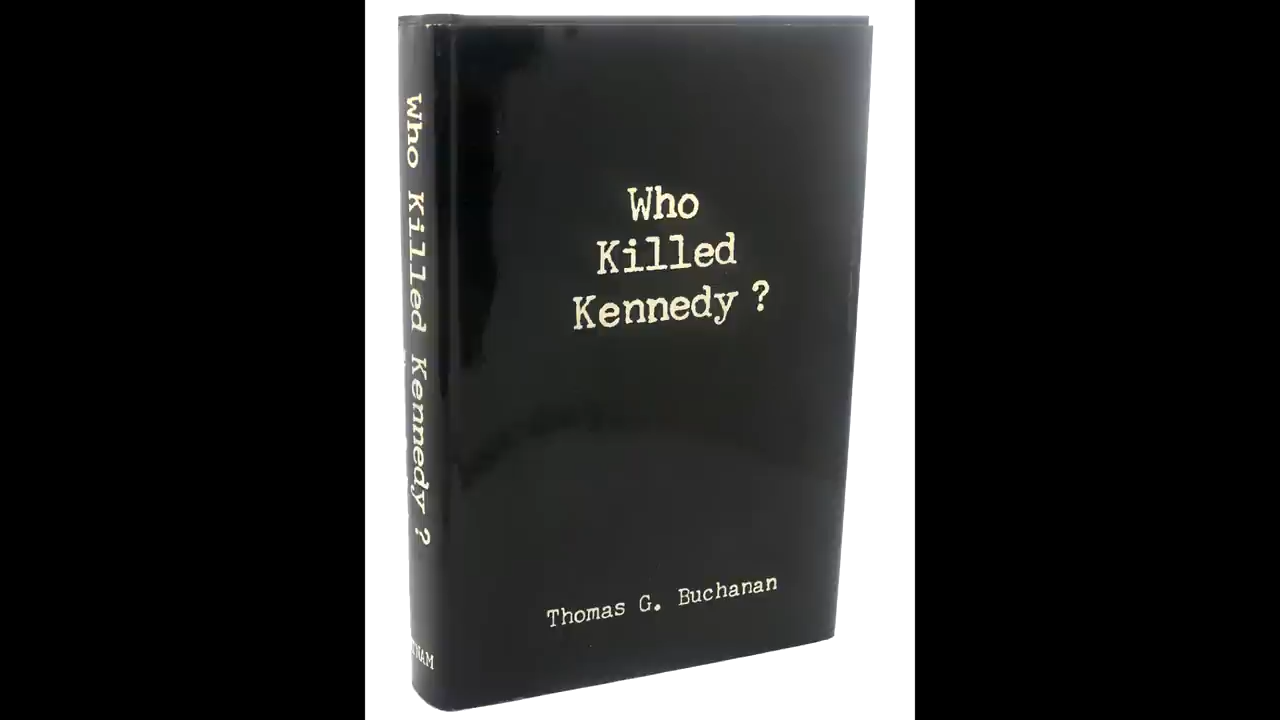 Who Killed Kennedy?
Who
Killed
Kennedy?
Thomas G. Buchanan